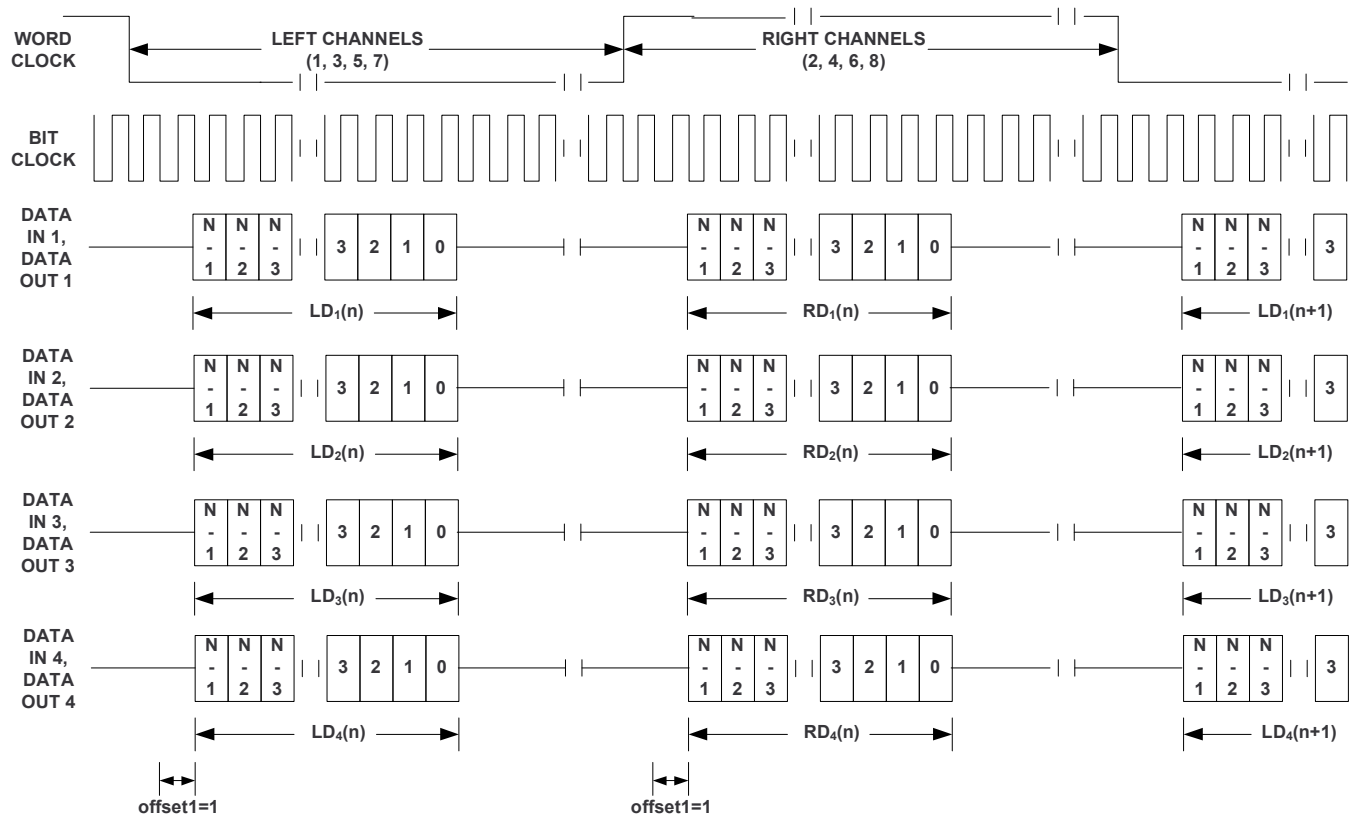 WORD
CLOCK
LEFT CHANNELS
(1, 3, 5, 7)
RIGHT CHANNELS
(2, 4, 6, 8)
BIT
CLOCK
DATA
IN 1,
DATA
OUT 1
N - 1 N - 2 N - 3 3 2 1 0 N - 1 N - 2 N - 3 3 2 1 0 N - 1 N - 2 N - 3 3
LD₁(n) RD₁(n) LD₁(n+1)
DATA
IN 2,
DATA
OUT 2
N - 1 N - 2 N - 3 3 2 1 0 N - 1 N - 2 N - 3 3 2 1 0 N - 1 N - 2 N - 3 3
LD₂(n) RD₂(n) LD₂(n+1)
DATA
IN 3,
DATA
OUT 3
N - 1 N - 2 N - 3 3 2 1 0 N - 1 N - 2 N - 3 3 2 1 0 N - 1 N - 2 N - 3 3
LD₃(n) RD₃(n) LD₃(n+1)
DATA
IN 4,
DATA
OUT 4
N - 1 N - 2 N - 3 3 2 1 0 N - 1 N - 2 N - 3 3 2 1 0 N - 1 N - 2 N - 3 3
LD₄(n) RD₄(n) LD₄(n+1)
offset1=1 offset1=1